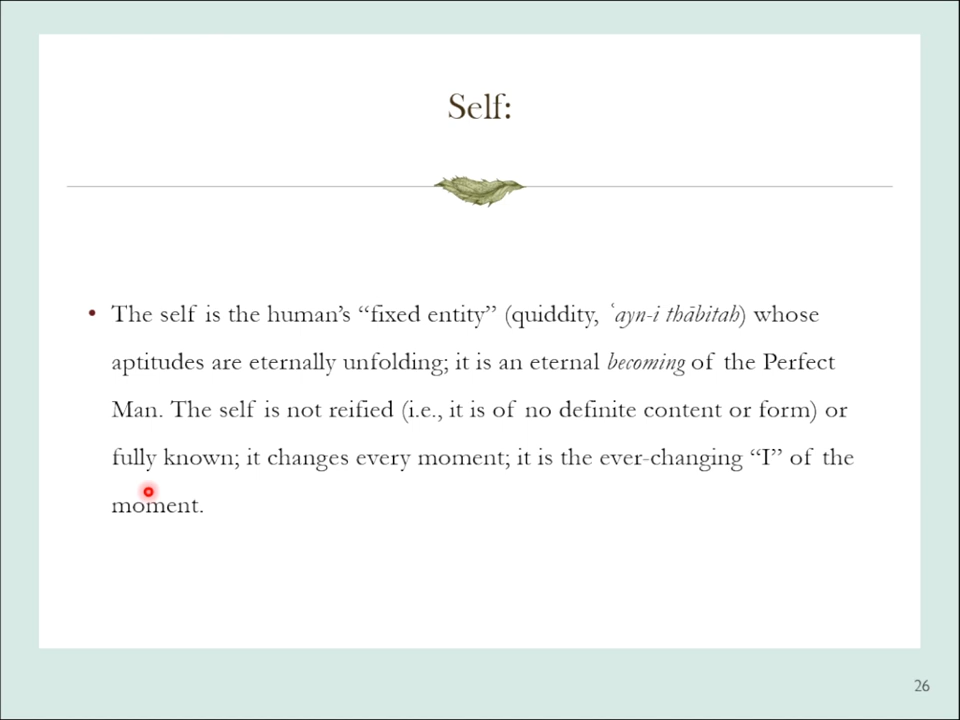 Self:
• The self is the human’s “fixed entity” (quiddity, ʿayn-i thābitah) whose
aptitudes are eternally unfolding; it is an eternal becoming of the Perfect
Man. The self is not reified (i.e., it is of no definite content or form) or
fully known; it changes every moment; it is the ever-changing “I” of the
moment.
26